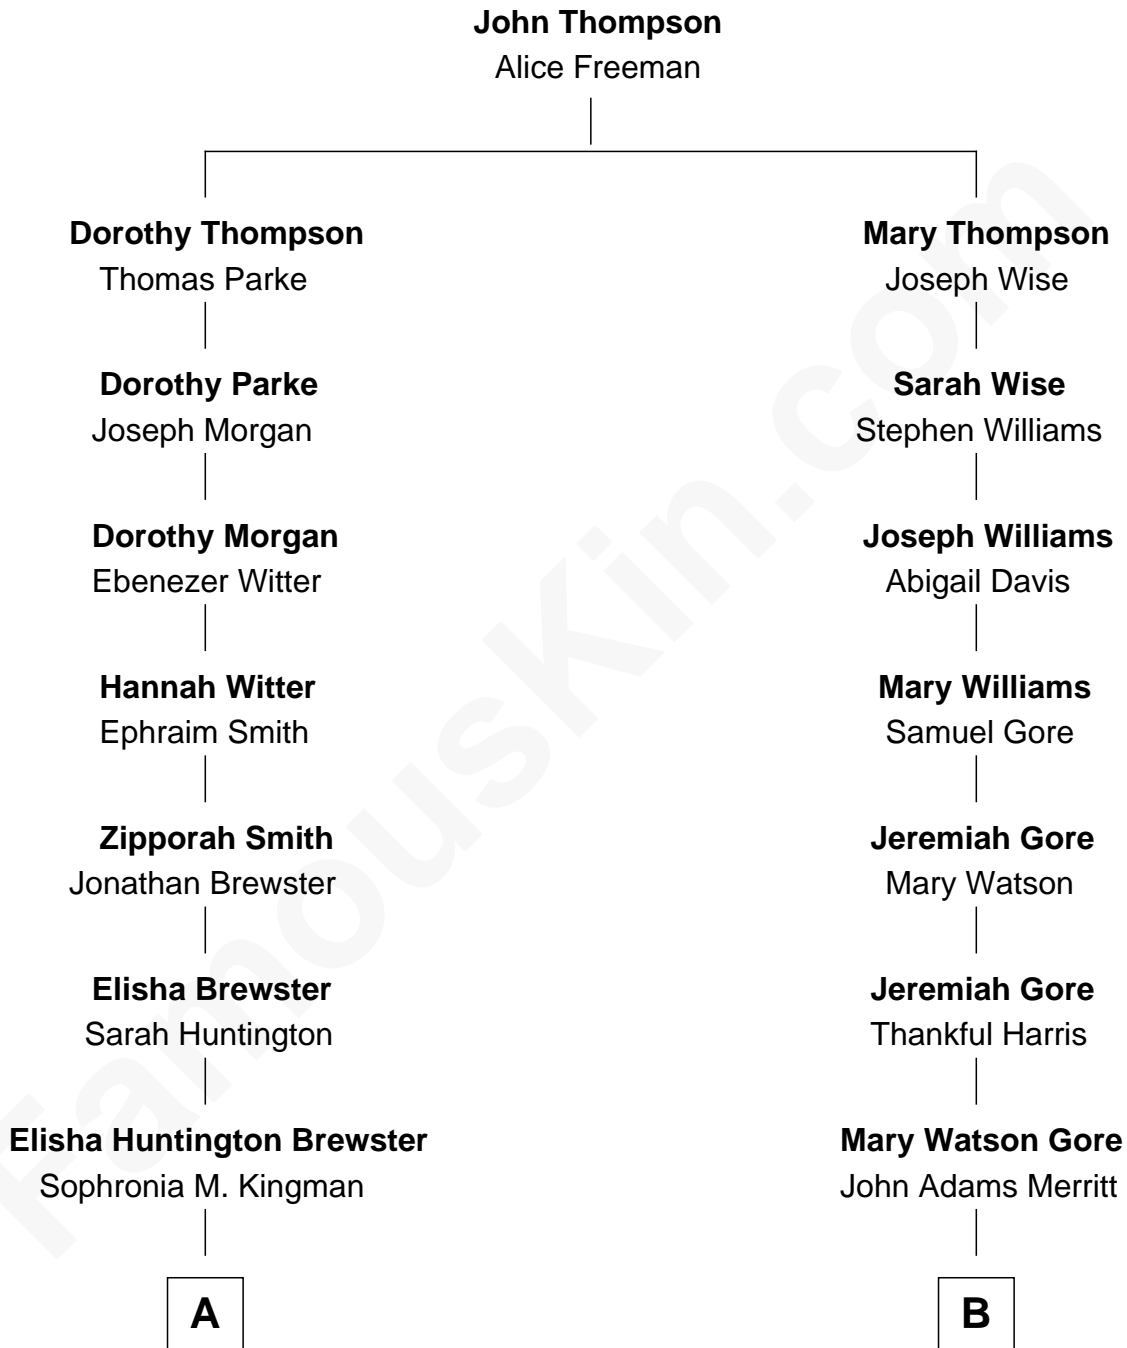 John Thompson
Alice Freeman
Dorothy Thompson
Thomas Parke
Mary Thompson
Joseph Wise
Dorothy Parke
Joseph Morgan
Sarah Wise
Stephen Williams
Dorothy Morgan
Ebenezer Witter
Joseph Williams
Abigail Davis
Hannah Witter
Ephraim Smith
Mary Williams
Samuel Gore
Zipporah Smith
Jonathan Brewster
Jeremiah Gore
Mary Watson
Elisha Brewster
Sarah Huntington
Jeremiah Gore
Thankful Harris
Elisha Huntington Brewster
Sophronia M. Kingman
Mary Watson Gore
John Adams Merritt
A
B
FamousKin.com